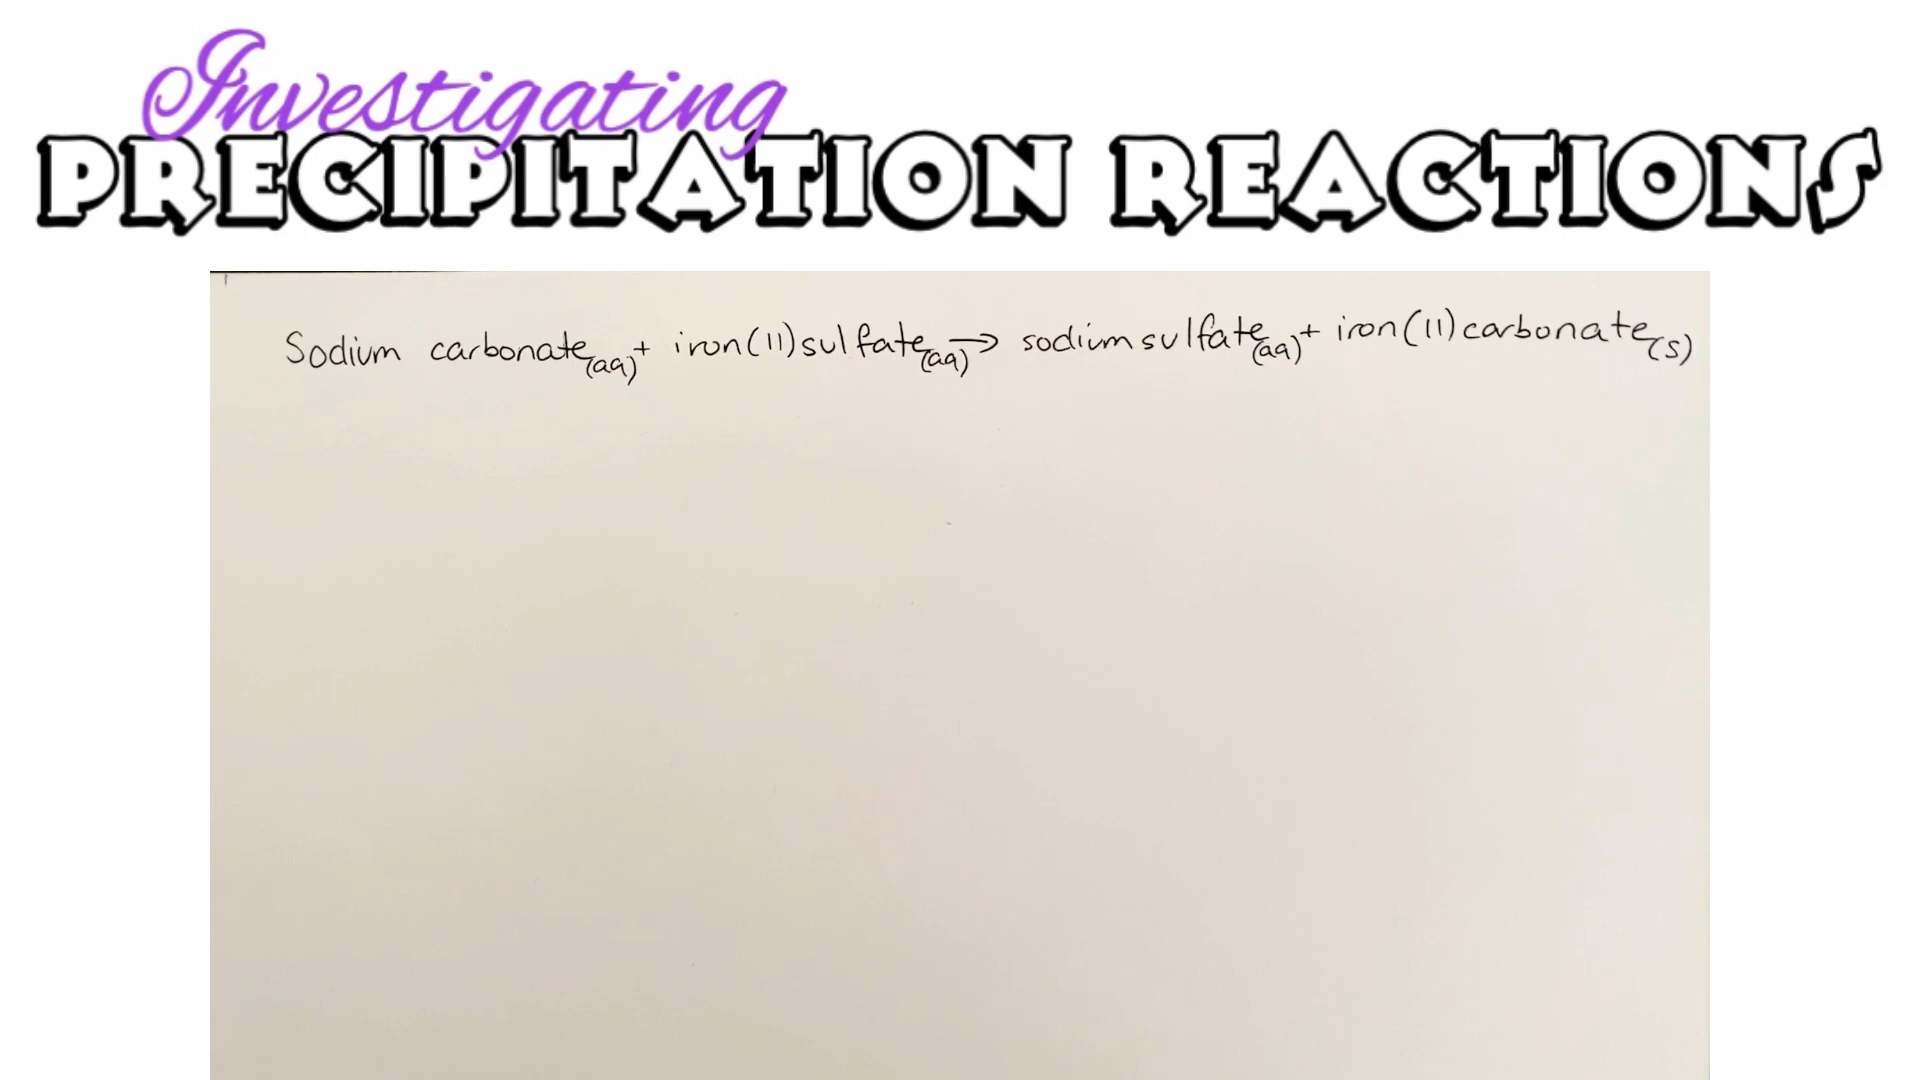 Investigating
PRECIPITATION REACTIONS
Sodium carbonate(aq) + iron(II) sulfate(aq) → sodium sulfate(aq) + iron(II) carbonate(s)